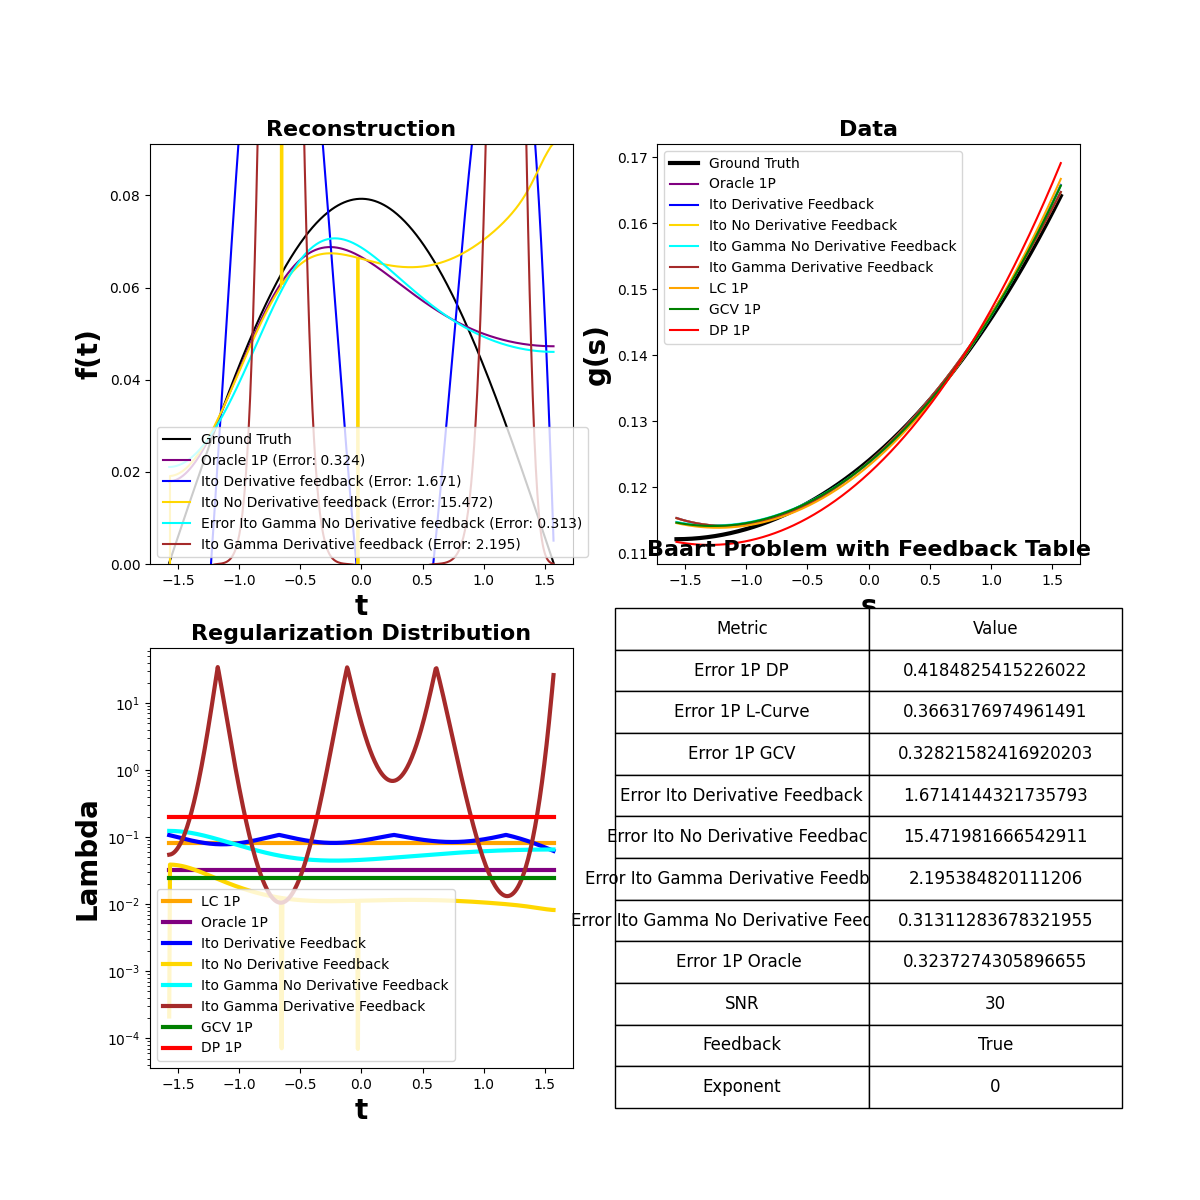 Reconstruction
f(t)
0.08
0.06
0.04
0.02
0.00
Ground Truth
Oracle 1P (Error: 0.324)
Ito Derivative feedback (Error: 1.671)
Ito No Derivative feedback (Error: 15.472)
Error Ito Gamma No Derivative feedback (Error: 0.313)
Ito Gamma Derivative feedback (Error: 2.195)
−1.5 −1.0 −0.5 0.0 0.5 1.0 1.5
t
Data
g(s)
0.17
0.16
0.15
0.14
0.13
0.12
0.11
Ground Truth
Oracle 1P
Ito Derivative Feedback
Ito No Derivative Feedback
Ito Gamma No Derivative Feedback
Ito Gamma Derivative Feedback
LC 1P
GCV 1P
DP 1P
−1.5 −1.0 −0.5 0.0 0.5 1.0 1.5
s
Regularization Distribution
Lambda
10^1
10^0
10^−1
10^−2
10^−3
10^−4
LC 1P
Oracle 1P
Ito Derivative Feedback
Ito No Derivative Feedback
Ito Gamma No Derivative Feedback
Ito Gamma Derivative Feedback
GCV 1P
DP 1P
−1.5 −1.0 −0.5 0.0 0.5 1.0 1.5
t
Baart Problem with Feedback Table
Metric Value
Error 1P DP 0.4184825415226022
Error 1P L-Curve 0.3663176974961491
Error 1P GCV 0.32821582416920203
Error Ito Derivative Feedback 1.6714144321735793
Error Ito No Derivative Feedbac 15.471981666542911
Error Ito Gamma Derivative Feedb 2.195384820111206
Error Ito Gamma No Derivative Feed 0.31311283678321955
Error 1P Oracle 0.3237274305896655
SNR 30
Feedback True
Exponent 0